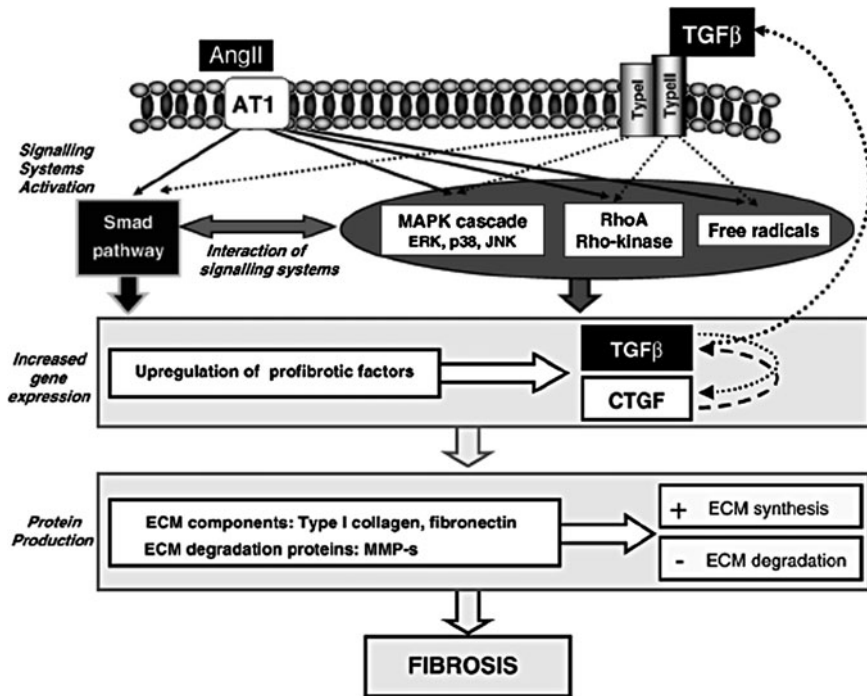 TGFβ
AngII
AT1
TypeI
TypeII
Signalling
Systems
Activation
Smad
pathway
Interaction of
signalling systems
MAPK cascade
ERK, p38, JNK
RhoA
Rho-kinase
Free radicals
Increased
gene
expression
Upregulation of profibrotic factors
TGFβ
CTGF
Protein
Production
ECM components: Type I collagen, fibronectin
ECM degradation proteins: MMP-s
+ ECM synthesis
- ECM degradation
FIBROSIS